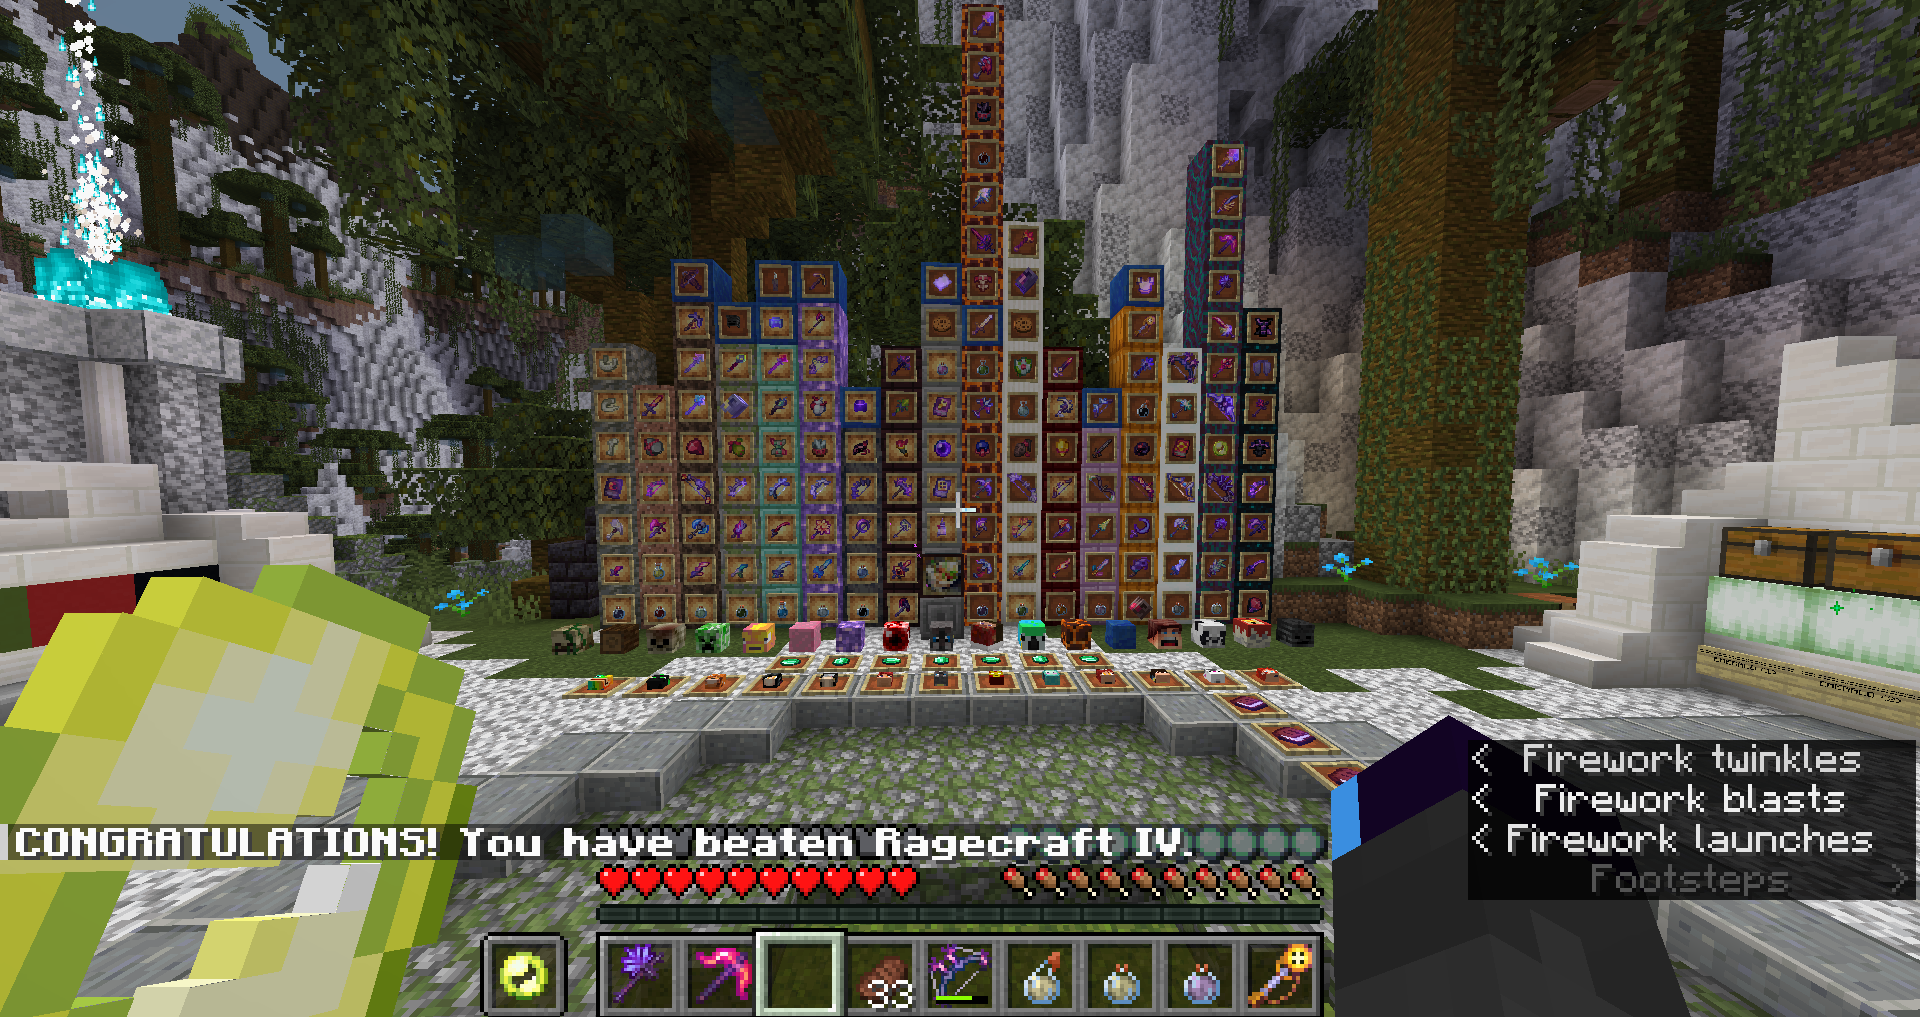 CONGRATULATIONS! You have beaten Ragecraft IV.
< Firework twinkles
< Firework blasts
< Firework launches
Footsteps >
33